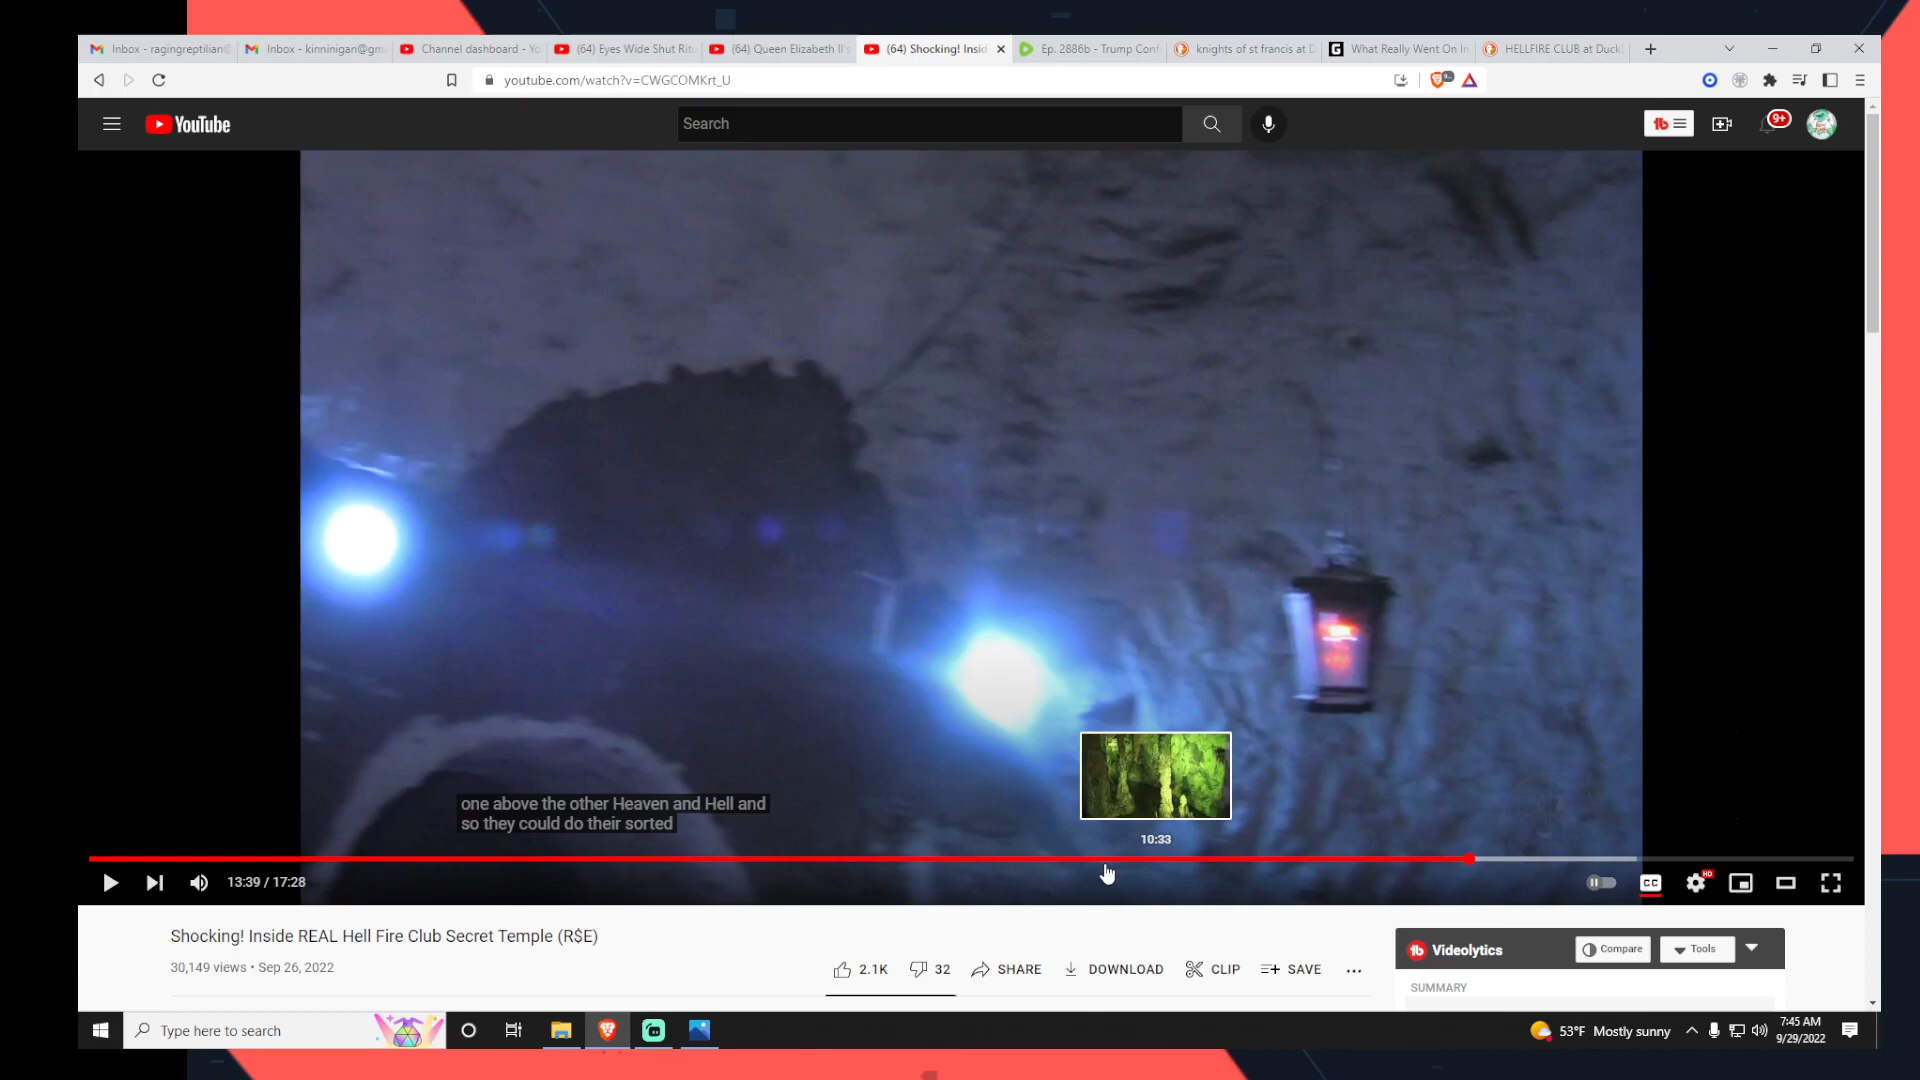 Inbox - ragingreptilian@
Inbox - kinninigan@gm
Channel dashboard - Yo
(64) Eyes Wide Shut Ritu
(64) Queen Elizabeth II's
(64) Shocking! Insid
Ep. 2886b - Trump Conf
knights of st francis at D
What Really Went On In
HELLFIRE CLUB at Duck
youtube.com/watch?v=CWGCOMKrt_U
YouTube
Search
9+
one above the other Heaven and Hell and
so they could do their sorted
10:33
13:39 / 17:28
CC
HD
Shocking! Inside REAL Hell Fire Club Secret Temple (R$E)
30,149 views • Sep 26, 2022
2.1K
32
SHARE
DOWNLOAD
CLIP
SAVE
Videolytics
Compare
Tools
SUMMARY
Type here to search
53°F Mostly sunny
7:45 AM
9/29/2022